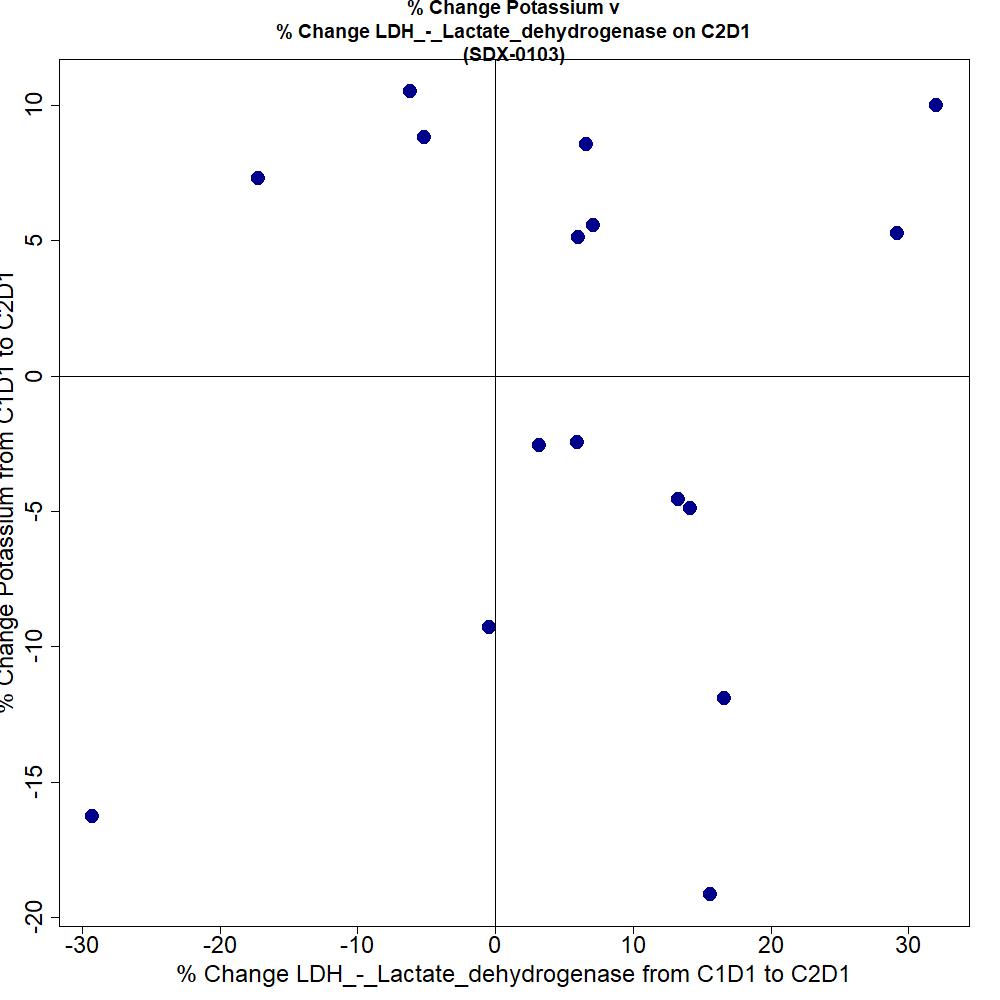 % Change Potassium v
% Change LDH_-_Lactate_dehydrogenase on C2D1
(SDX-0103)
% Change Potassium from C1D1 to C2D1
10
5
0
-5
-10
-15
-20
-30
-20
-10
0
10
20
30
% Change LDH_-_Lactate_dehydrogenase from C1D1 to C2D1